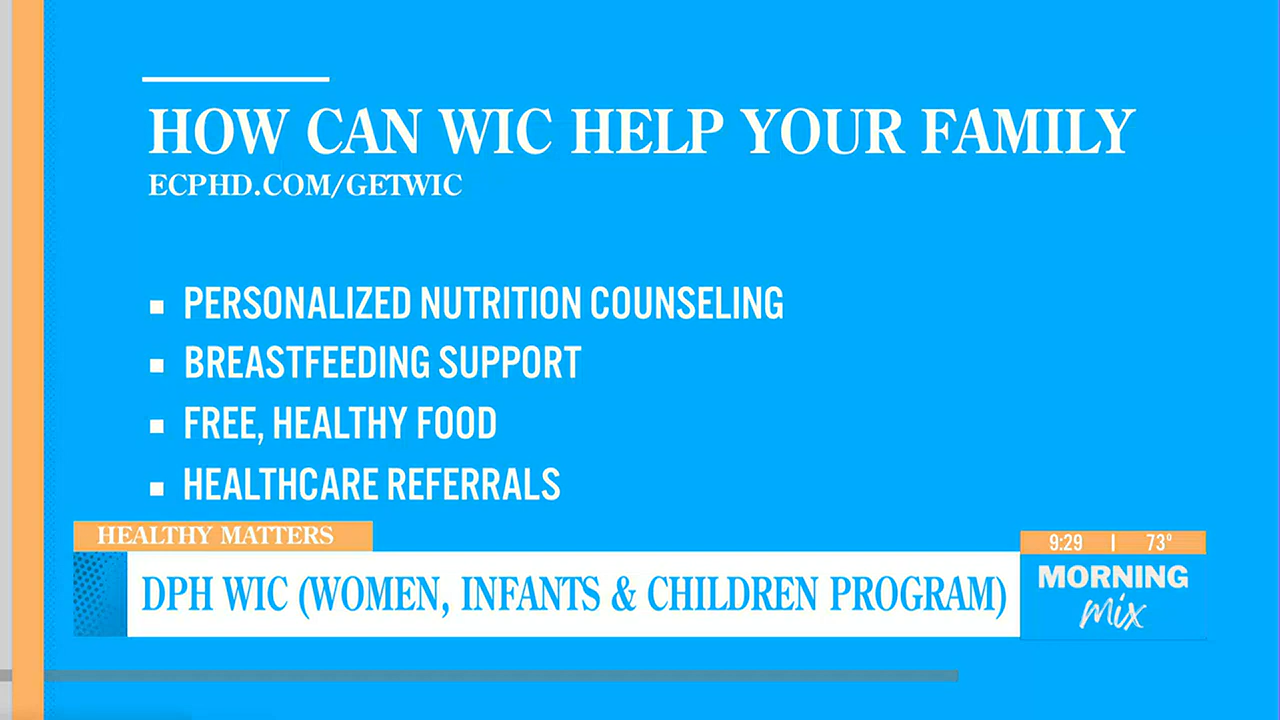 HOW CAN WIC HELP YOUR FAMILY
ECPHD.COM/GETWIC
▪ PERSONALIZED NUTRITION COUNSELING
▪ BREASTFEEDING SUPPORT
▪ FREE, HEALTHY FOOD
▪ HEALTHCARE REFERRALS
HEALTHY MATTERS
DPH WIC (WOMEN, INFANTS & CHILDREN PROGRAM)
9:29 | 73°
MORNING
mix